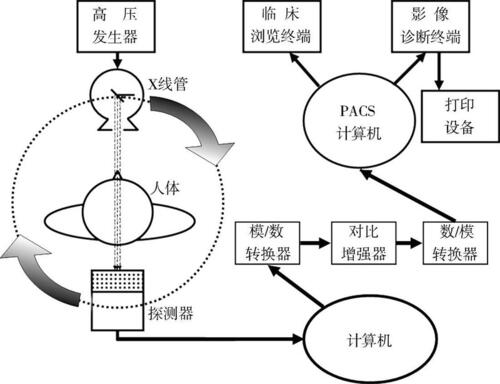 高压
发生器
X线管
人体
探测器
临床
浏览终端
影像
诊断终端
PACS
计算机
打印
设备
模/数
转换器
对比
增强器
数/模
转换器
计算机